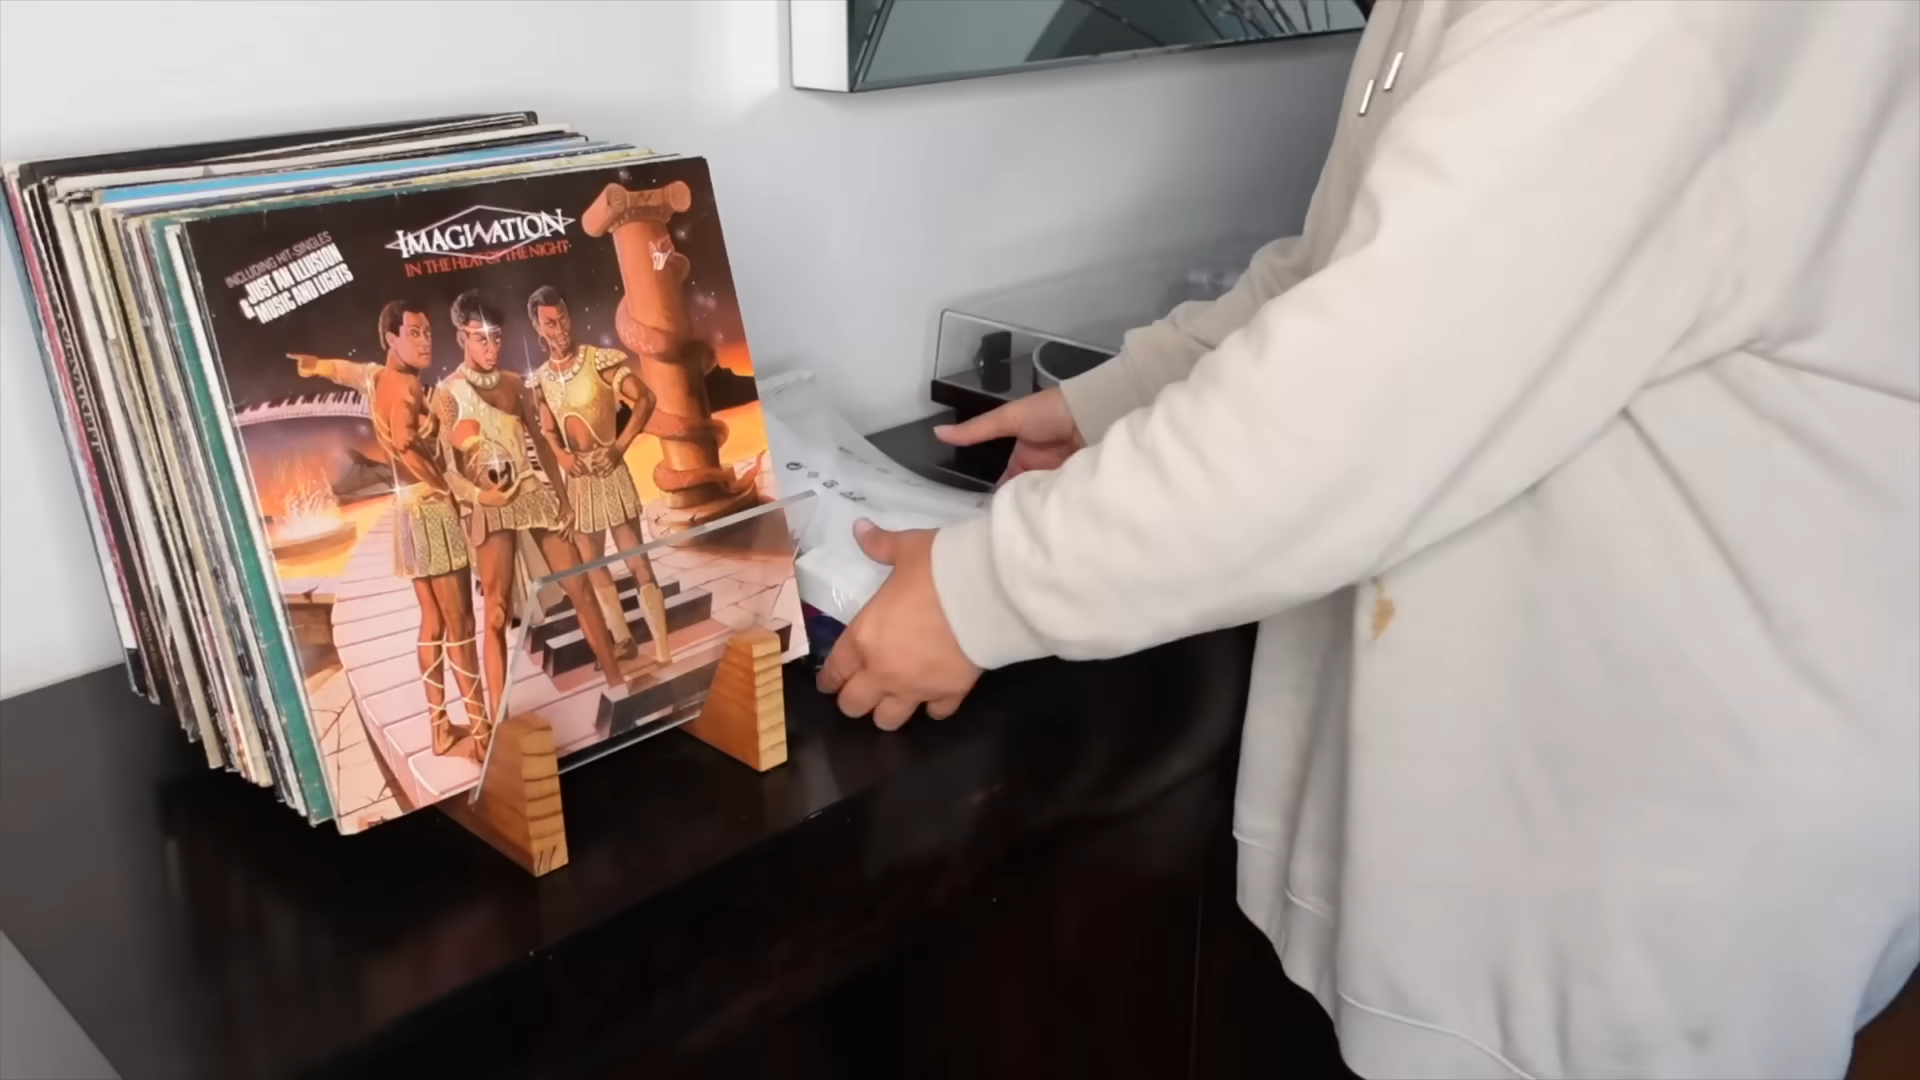 IMAGINATION
IN THE HEAT OF THE NIGHT
INCLUDING HIT-SINGLES
JUST AN ILLUSION
& MUSIC AND LIGHTS